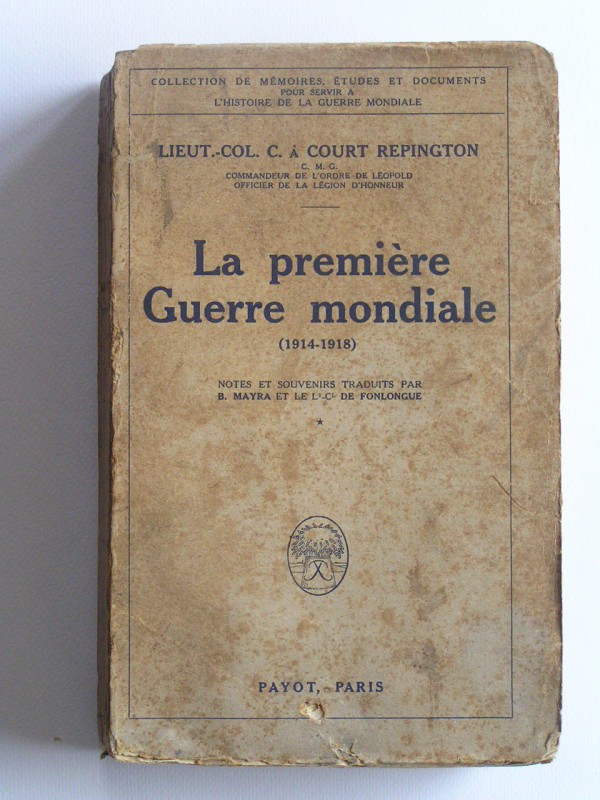 COLLECTION DE MÉMOIRES, ÉTUDES ET DOCUMENTS
POUR SERVIR A
L'HISTOIRE DE LA GUERRE MONDIALE
LIEUT.-COL. C. à COURT REPINGTON
C. M. G.
COMMANDEUR DE L'ORDRE DE LÉOPOLD
OFFICIER DE LA LÉGION D'HONNEUR
La première
Guerre mondiale
(1914-1918)
NOTES ET SOUVENIRS TRADUITS PAR
B. MAYRA ET LE Lt-Cl DE FONLONGUE
*
PAYOT, PARIS